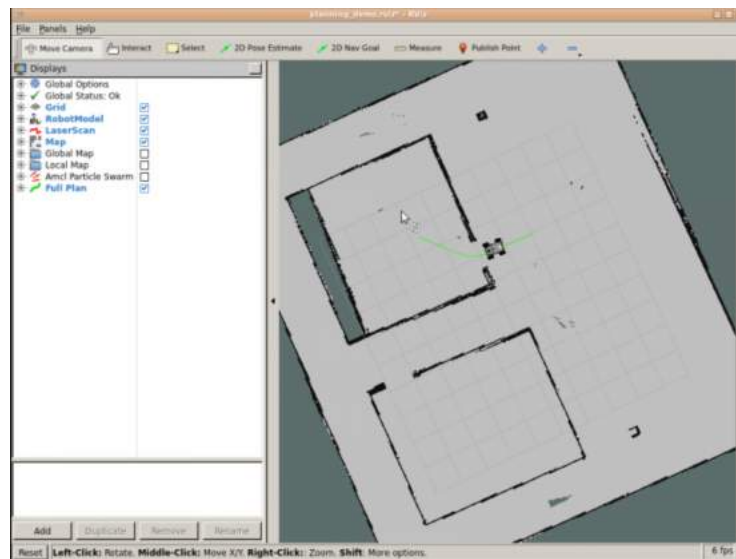 planning_demo.rviz* - RViz
File Panels Help
Move Camera Interact Select 2D Pose Estimate 2D Nav Goal Measure Publish Point
Displays
Global Options
Global Status: Ok
Grid
RobotModel
LaserScan
Map
Global Map
Local Map
Amcl Particle Swarm
Full Plan
Add Duplicate Remove Rename
Reset Left-Click: Rotate. Middle-Click: Move X/Y. Right-Click:: Zoom. Shift: More options. 6 fps